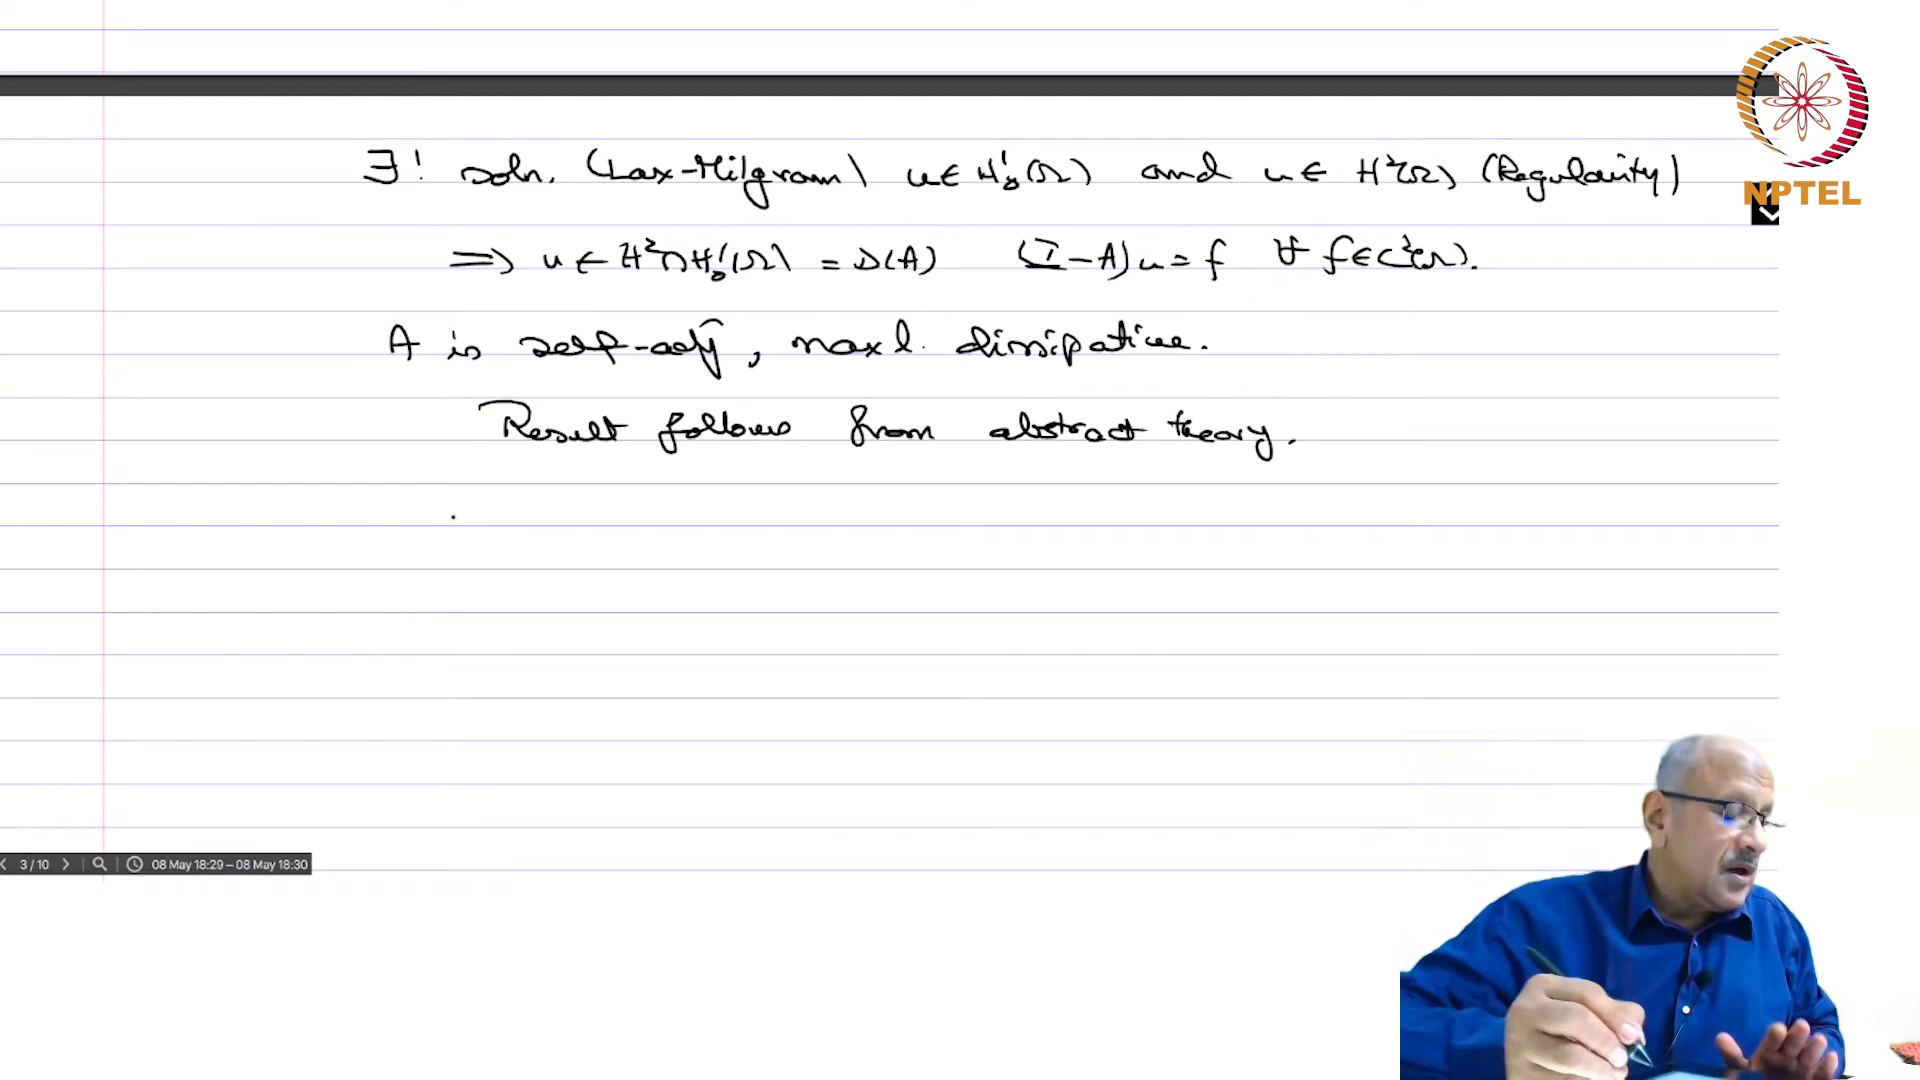 ∃! soln. (Lax-Milgram) u ∈ H¹₀(Ω) and u ∈ H²(Ω) (Regularity)
⟹ u ∈ H²∩H¹₀(Ω) = D(A) (I-A)u = f ∀ f ∈ L²(Ω).
A is self-adj, maxl. dissipative.
Result follows from abstract theory.
NPTEL
3/10 08 May 18:29 – 08 May 18:30